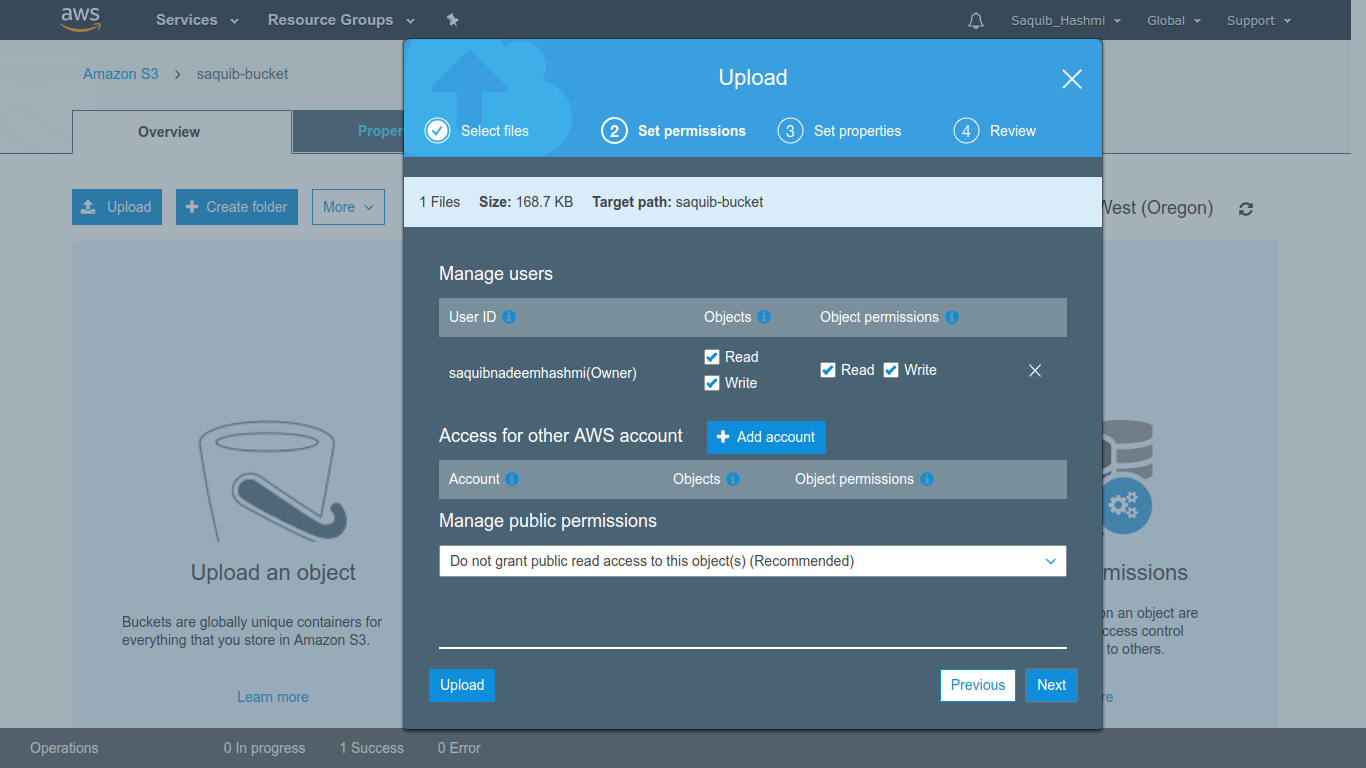 aws Services Resource Groups Saquib_Hashmi Global Support
Amazon S3 > saquib-bucket
Overview
Proper
Upload
Select files 2 Set permissions 3 Set properties 4 Review
Upload Create folder More
1 Files Size: 168.7 KB Target path: saquib-bucket
West (Oregon)
Manage users
User ID Objects Object permissions
saquibnadeemhashmi(Owner)
Read
Write
Read Write
Access for other AWS account + Add account
Account Objects Object permissions
Manage public permissions
Do not grant public read access to this object(s) (Recommended)
Upload an object
Buckets are globally unique containers for
everything that you store in Amazon S3.
Learn more
missions
on an object are
ccess control
to others.
re
Upload Previous Next
Operations 0 In progress 1 Success 0 Error